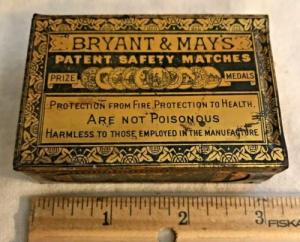 BRYANT & MAY'S
PATENT SAFETY MATCHES
PRIZE MEDALS
PROTECTION FROM FIRE, PROTECTION TO HEALTH,
ARE NOT POISONOUS
HARMLESS TO THOSE EMPLOYED IN THE MANUFACTURE
1 2 3
FISKA